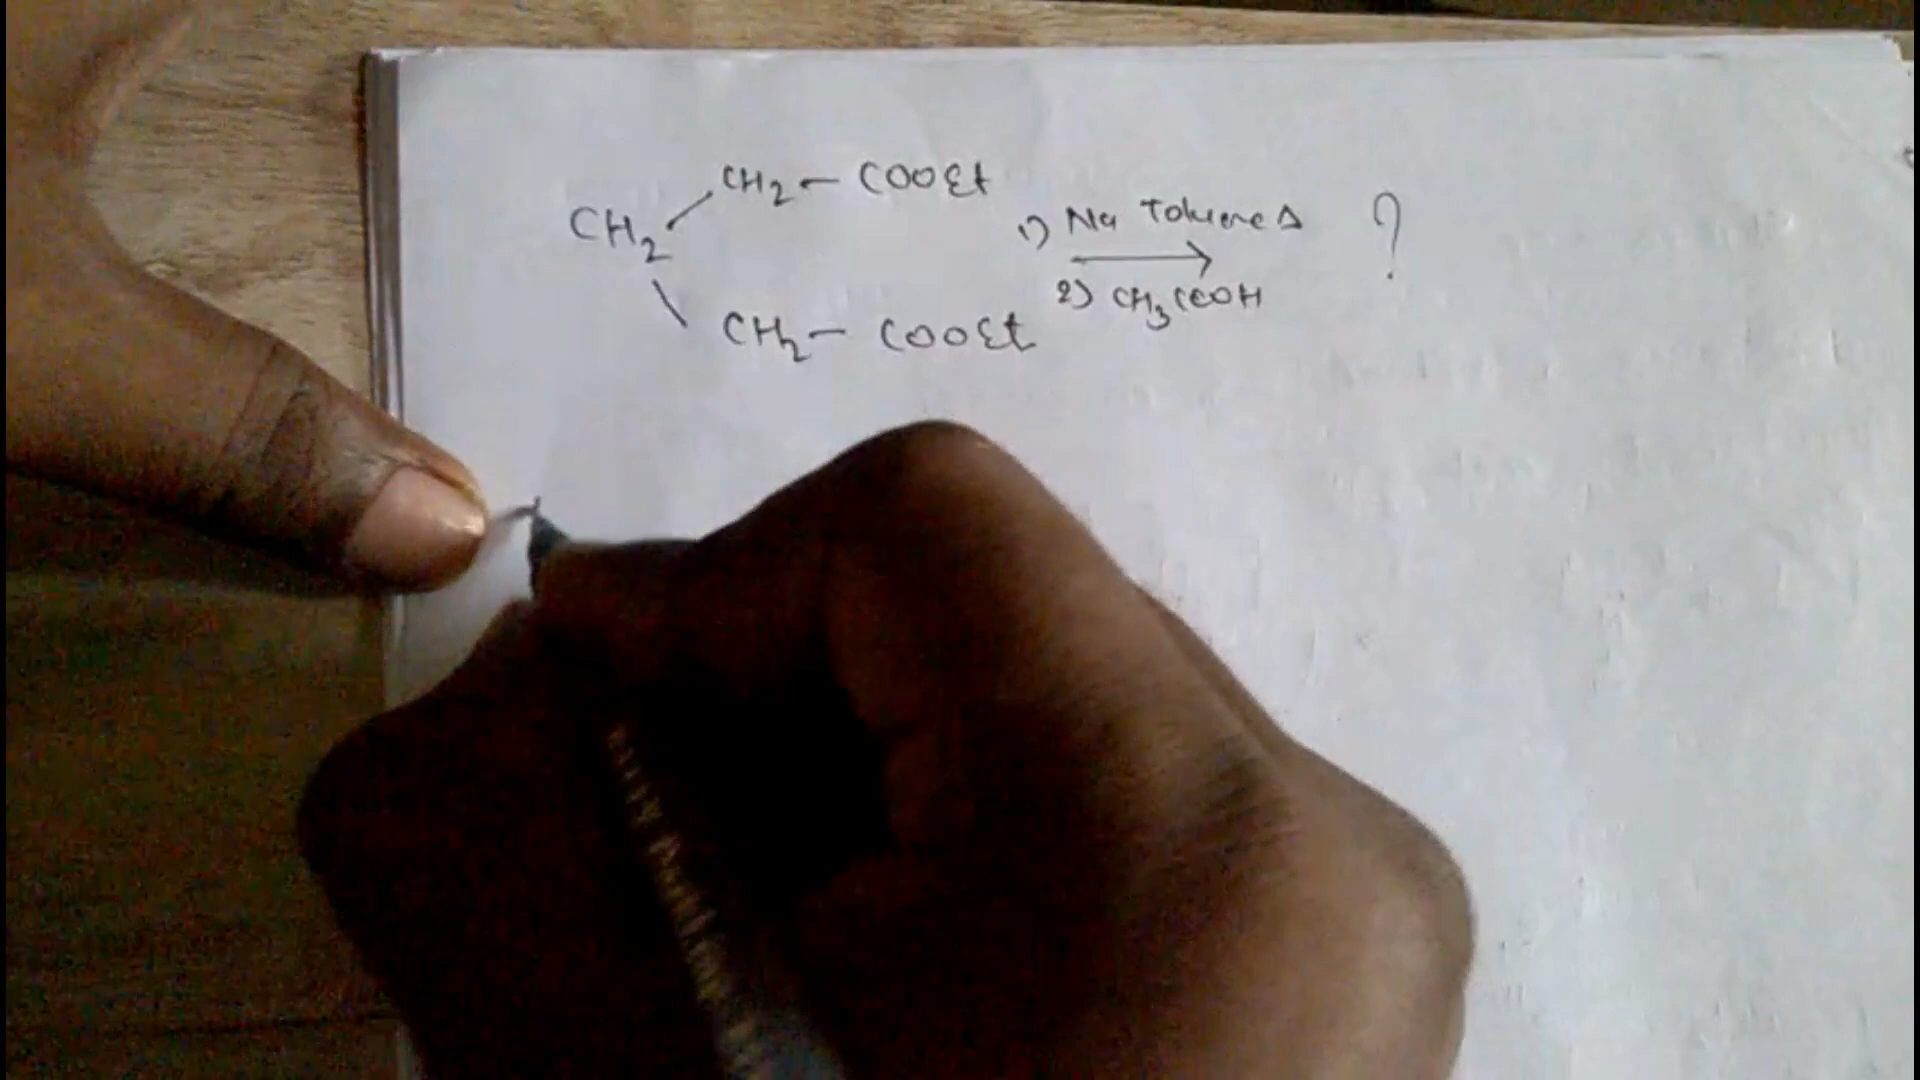 CH2 — COOEt
CH2
1) Na Toluene Δ ?
2) CH3COOH
CH2 — COOEt